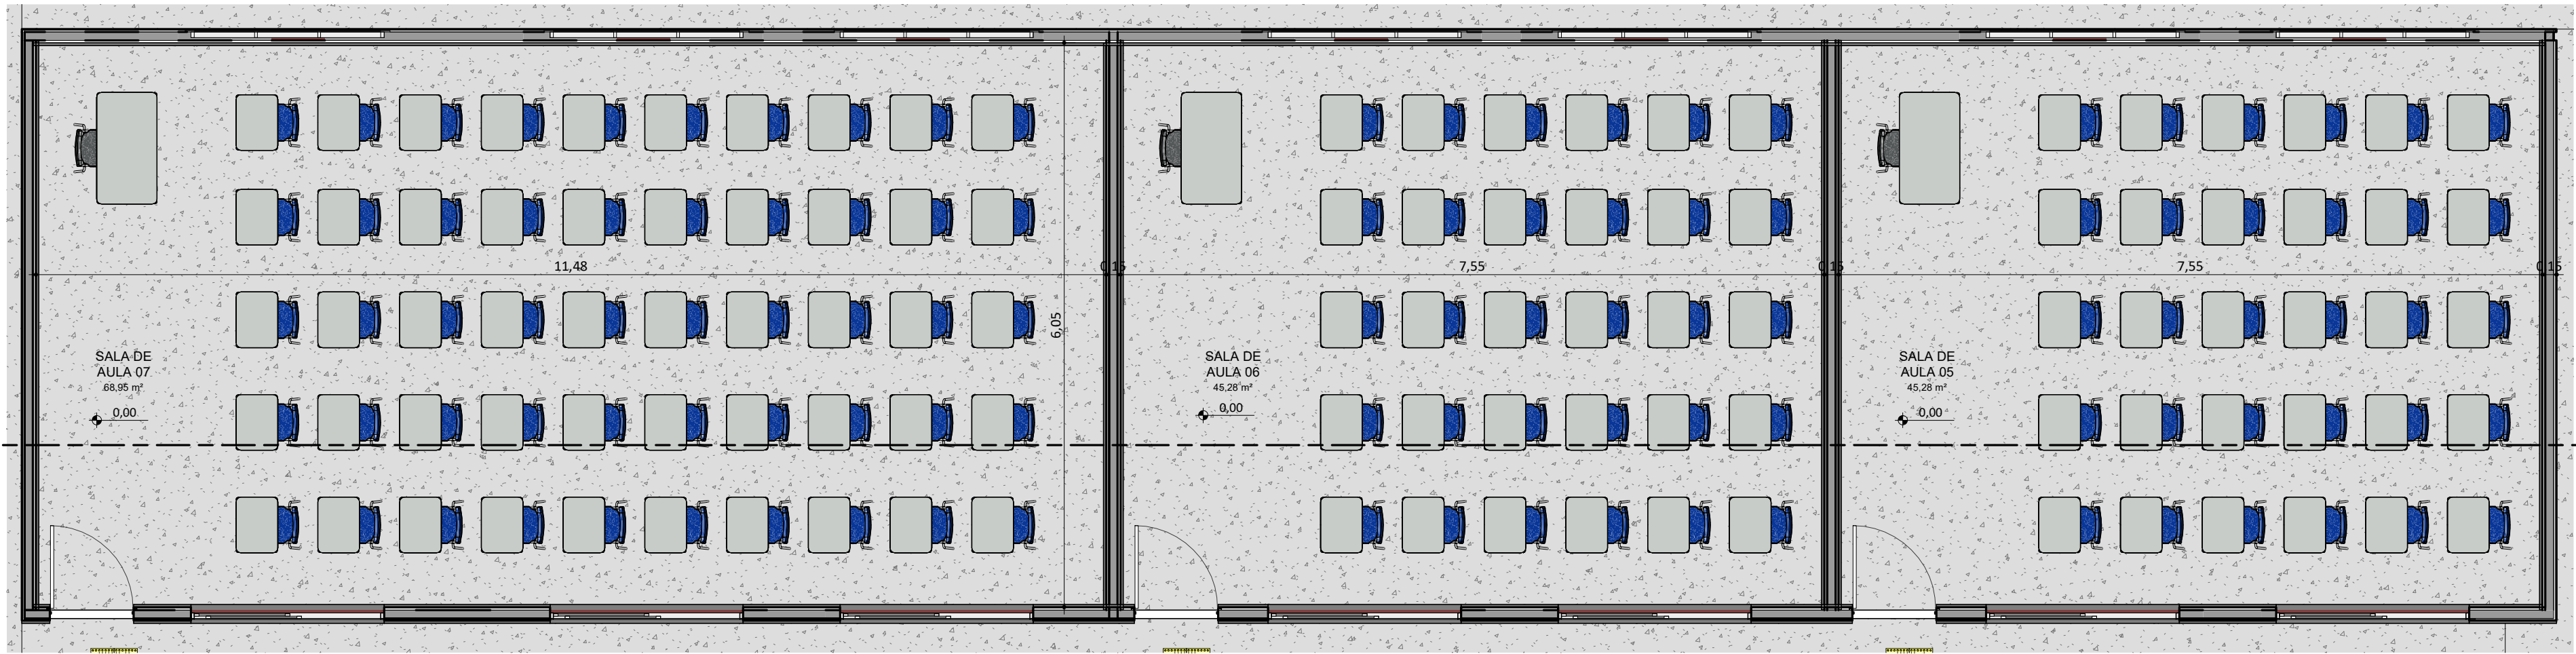 11,48
0,15
7,55
0,15
7,55
0,15
6,05
SALA DE
AULA 07
68,95 m²
0,00
SALA DE
AULA 06
45,28 m²
0,00
SALA DE
AULA 05
45,28 m²
0,00